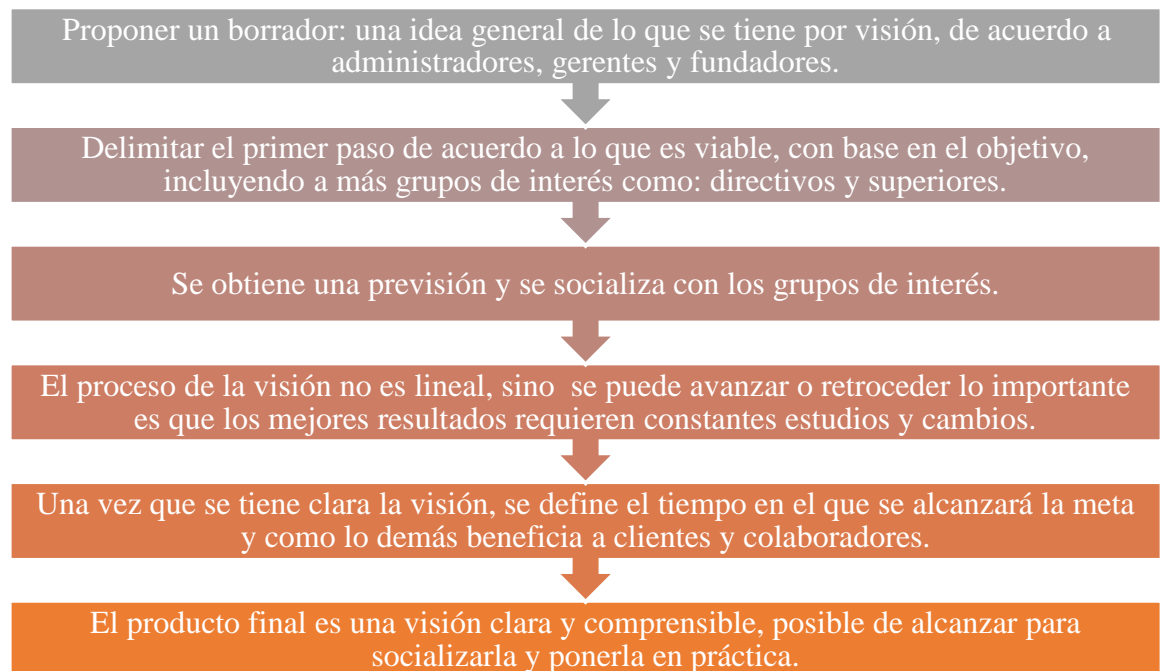 Proponer un borrador: una idea general de lo que se tiene por visión, de acuerdo a
administradores, gerentes y fundadores.
Delimitar el primer paso de acuerdo a lo que es viable, con base en el objetivo,
incluyendo a más grupos de interés como: directivos y superiores.
Se obtiene una previsión y se socializa con los grupos de interés.
El proceso de la visión no es lineal, sino  se puede avanzar o retroceder lo importante
es que los mejores resultados requieren constantes estudios y cambios.
Una vez que se tiene clara la visión, se define el tiempo en el que se alcanzará la meta
y como lo demás beneficia a clientes y colaboradores.
El producto final es una visión clara y comprensible, posible de alcanzar para
socializarla y ponerla en práctica.